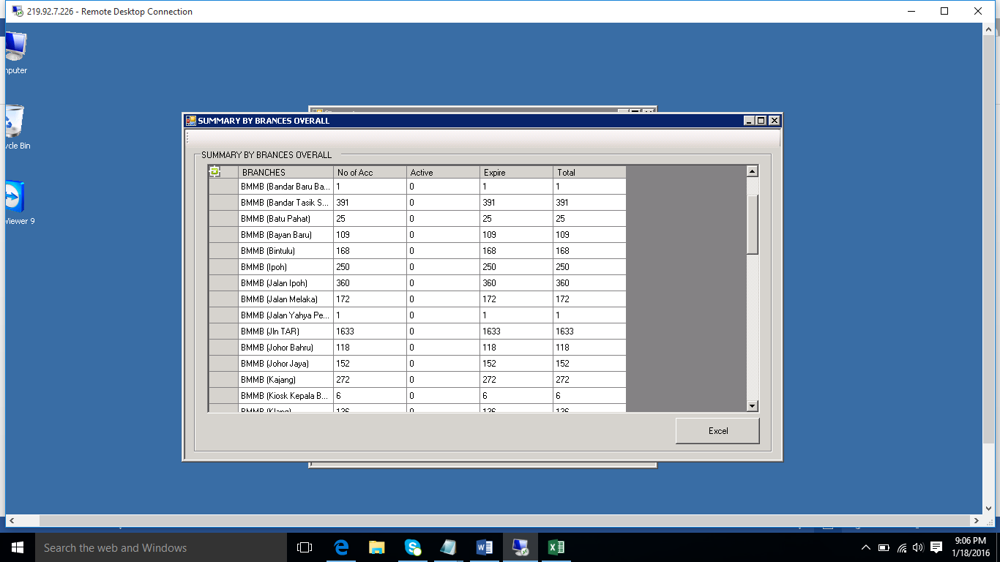 219.92.7.226 - Remote Desktop Connection
mputer
ycle Bin
Viewer 9
SUMMARY BY BRANCES OVERALL
SUMMARY BY BRANCES OVERALL
BRANCHES No of Acc Active Expire Total
BMMB (Bandar Baru Ba... 1 0 1 1
BMMB (Bandar Tasik S... 391 0 391 391
BMMB (Batu Pahat) 25 0 25 25
BMMB (Bayan Baru) 109 0 109 109
BMMB (Bintulu) 168 0 168 168
BMMB (Ipoh) 250 0 250 250
BMMB (Jalan Ipoh) 360 0 360 360
BMMB (Jalan Melaka) 172 0 172 172
BMMB (Jalan Yahya Pe... 1 0 1 1
BMMB (Jln TAR) 1633 0 1633 1633
BMMB (Johor Bahru) 118 0 118 118
BMMB (Johor Jaya) 152 0 152 152
BMMB (Kajang) 272 0 272 272
BMMB (Kiosk Kepala B... 6 0 6 6
BMMB (Klang) 136 0 136 136
Excel
Search the web and Windows
9:06 PM
1/18/2016